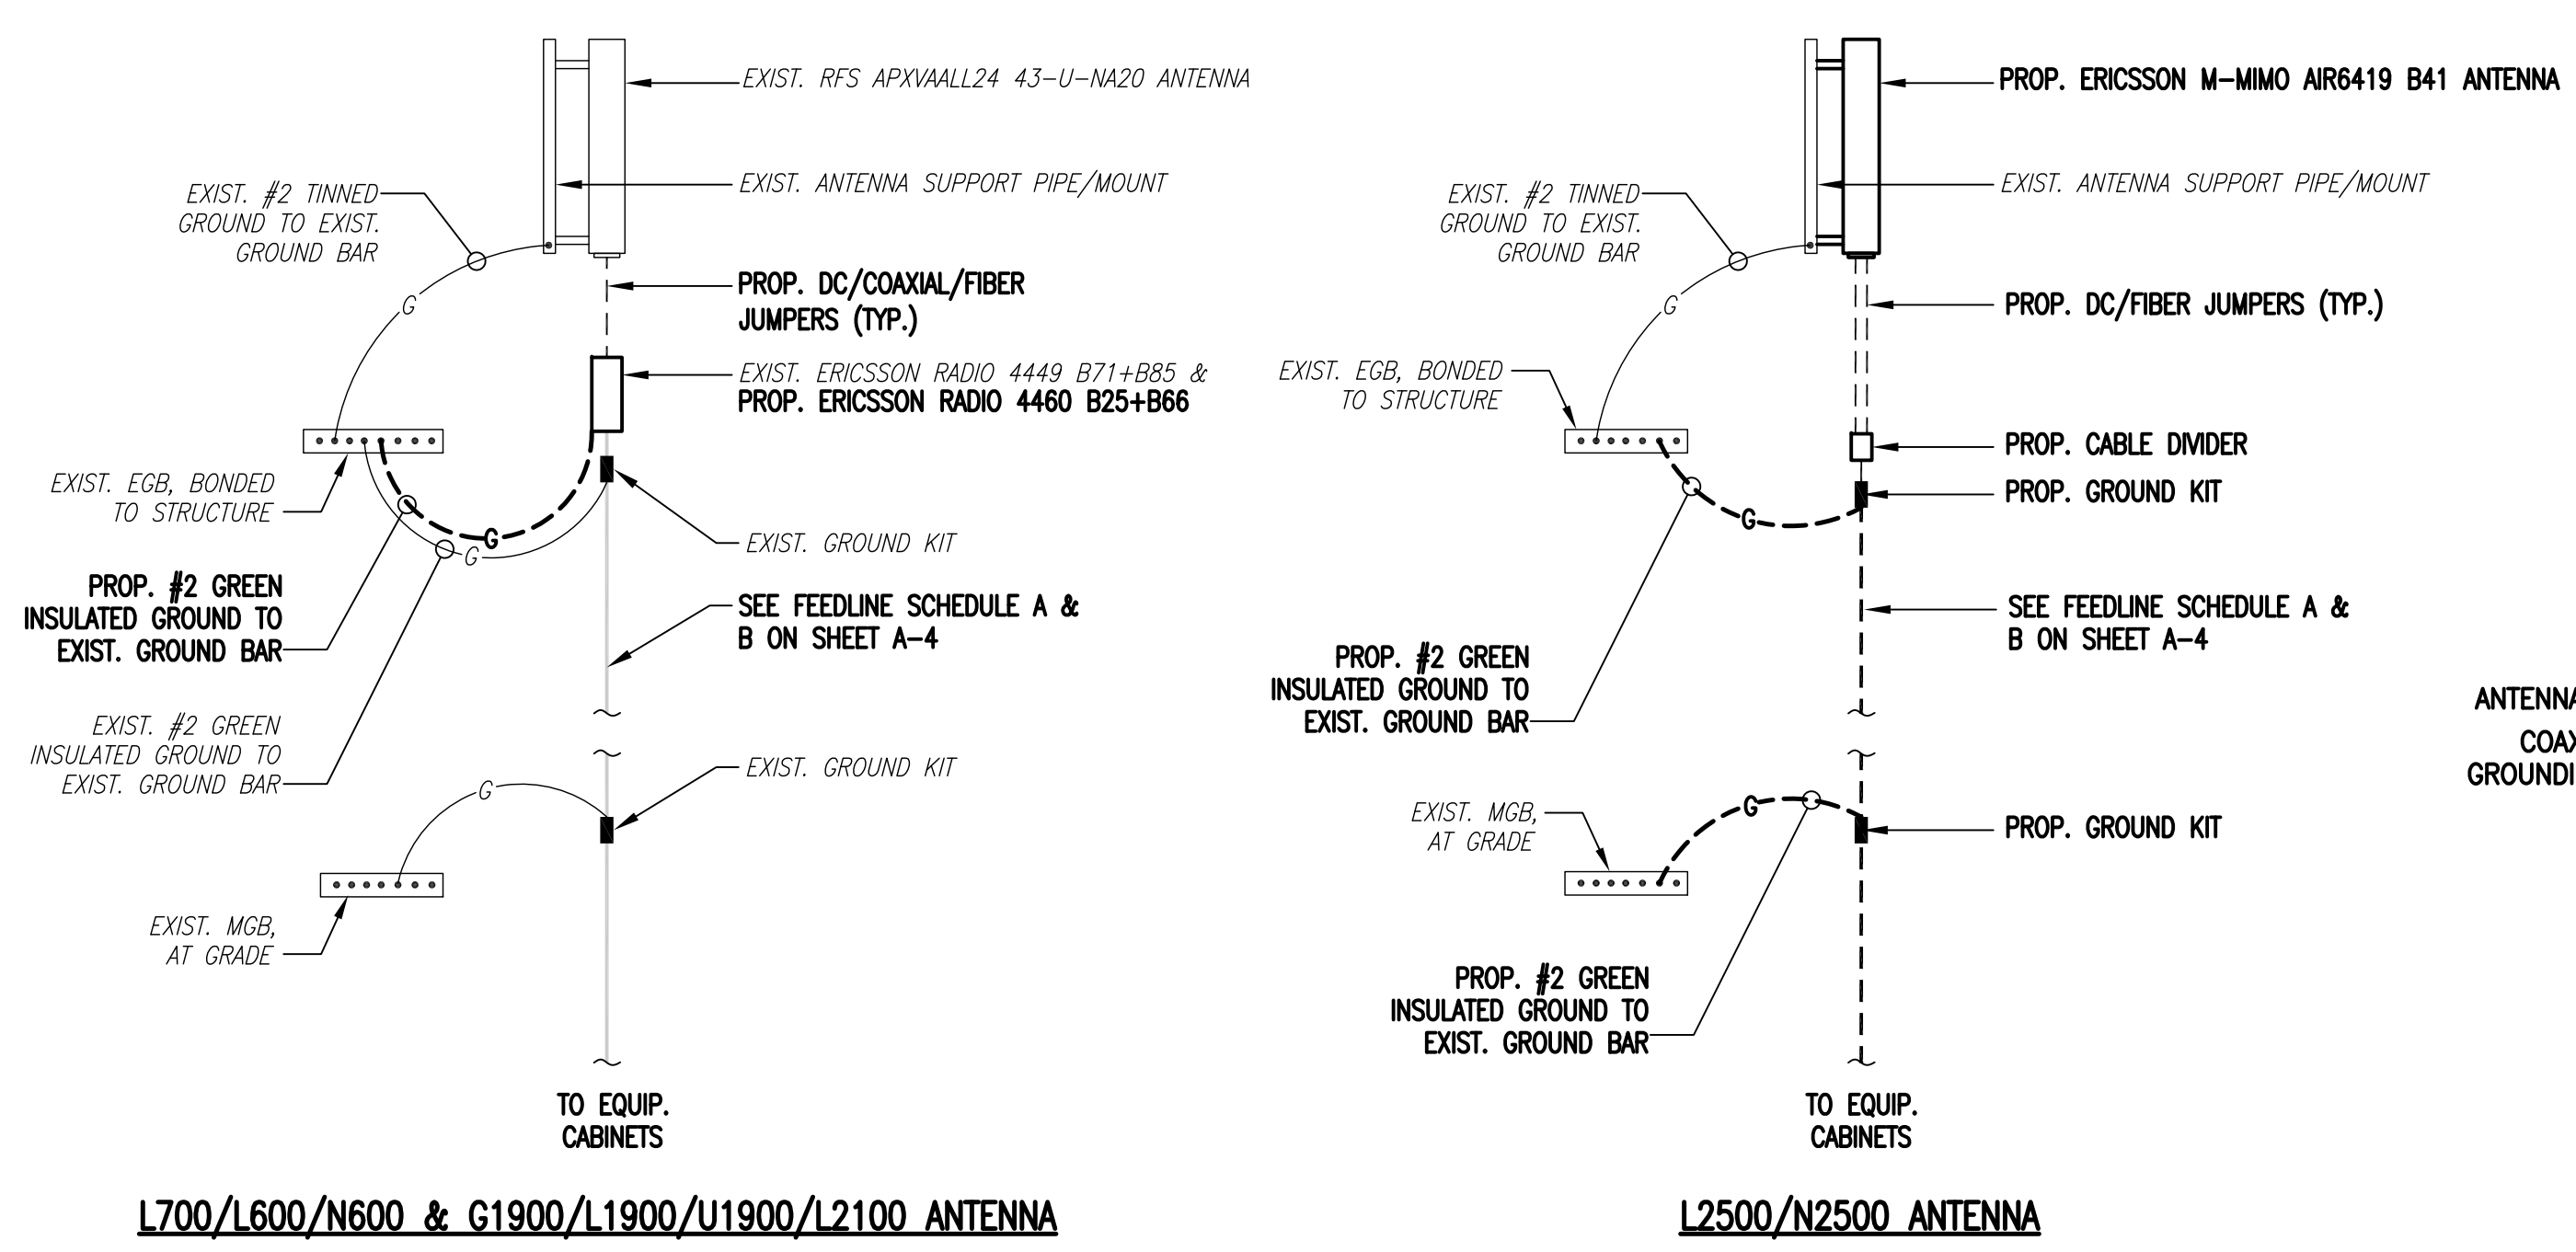 EXIST. RFS APXVAALL24 43-U-NA20 ANTENNA
EXIST. ANTENNA SUPPORT PIPE/MOUNT
EXIST. #2 TINNED
GROUND TO EXIST.
GROUND BAR
G
PROP. DC/COAXIAL/FIBER
JUMPERS (TYP.)
EXIST. ERICSSON RADIO 4449 B71+B85 &
PROP. ERICSSON RADIO 4460 B25+B66
EXIST. EGB, BONDED
TO STRUCTURE
G
G
EXIST. GROUND KIT
PROP. #2 GREEN
INSULATED GROUND TO
EXIST. GROUND BAR
SEE FEEDLINE SCHEDULE A &
B ON SHEET A-4
EXIST. #2 GREEN
INSULATED GROUND TO
EXIST. GROUND BAR
EXIST. GROUND KIT
G
EXIST. MGB,
AT GRADE
TO EQUIP.
CABINETS
L700/L600/N600 & G1900/L1900/U1900/L2100 ANTENNA
PROP. ERICSSON M-MIMO AIR6419 B41 ANTENNA
EXIST. ANTENNA SUPPORT PIPE/MOUNT
EXIST. #2 TINNED
GROUND TO EXIST.
GROUND BAR
G
PROP. DC/FIBER JUMPERS (TYP.)
EXIST. EGB, BONDED
TO STRUCTURE
PROP. CABLE DIVIDER
PROP. GROUND KIT
G
SEE FEEDLINE SCHEDULE A &
B ON SHEET A-4
PROP. #2 GREEN
INSULATED GROUND TO
EXIST. GROUND BAR
EXIST. MGB,
AT GRADE
G
PROP. GROUND KIT
PROP. #2 GREEN
INSULATED GROUND TO
EXIST. GROUND BAR
TO EQUIP.
CABINETS
L2500/N2500 ANTENNA
ANTENNA
COAX
GROUNDI